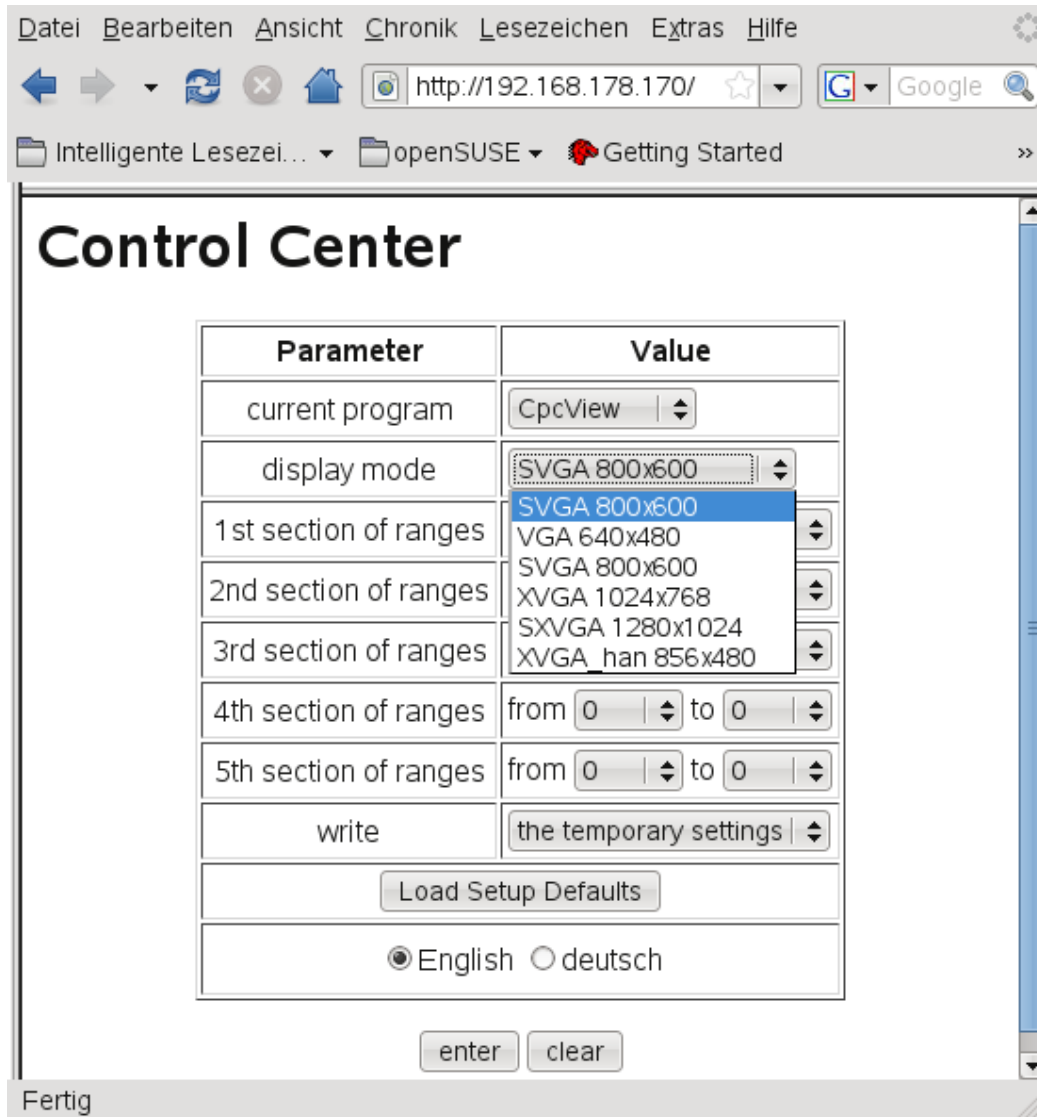 Datei Bearbeiten Ansicht Chronik Lesezeichen Extras Hilfe
http://192.168.178.170/ G Google
Intelligente Lesezei... openSUSE Getting Started »
Control Center
Parameter Value
current program CpcView
display mode SVGA 800x600
SVGA 800x600
1st section of ranges
VGA 640x480
SVGA 800x600
2nd section of ranges
XVGA 1024x768
SXVGA 1280x1024
3rd section of ranges
XVGA_han 856x480
4th section of ranges from 0 to 0
5th section of ranges from 0 to 0
write the temporary settings
Load Setup Defaults
English deutsch
enter clear
Fertig